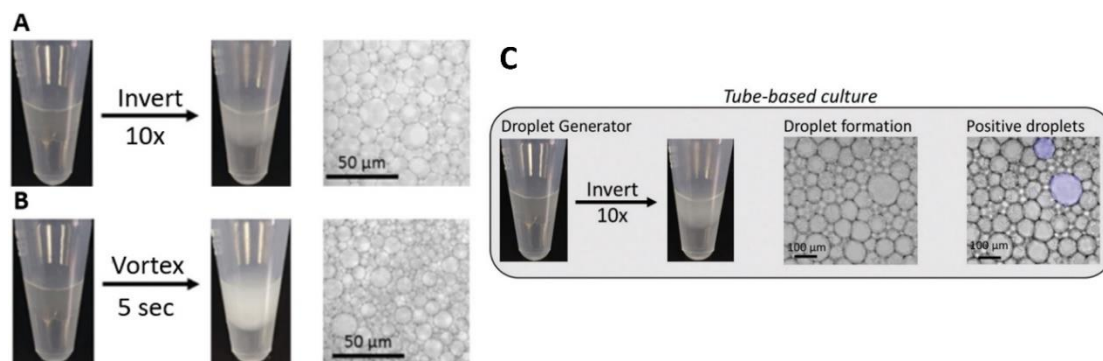 A
Invert
10x
50 µm
B
Vortex
5 sec
50 µm
C
Tube-based culture
Droplet Generator
Invert
10x
Droplet formation
100 µm
Positive droplets
100 µm